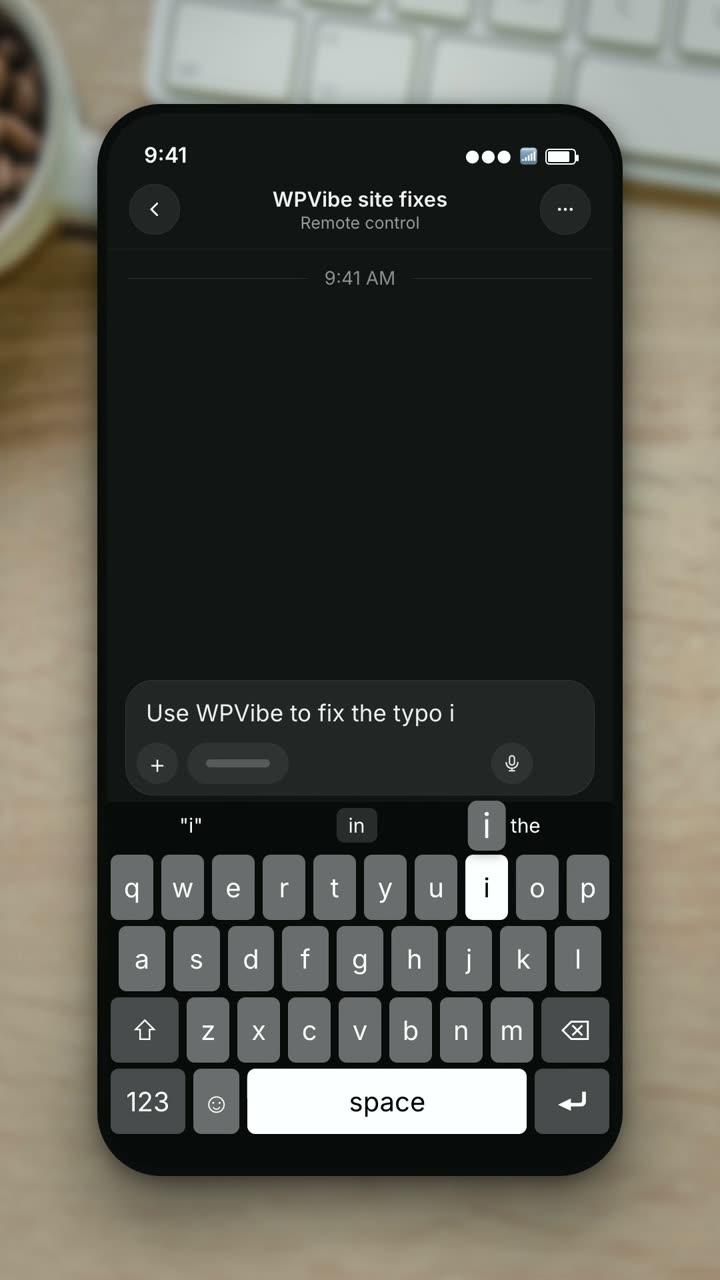 9:41
WPVibe site fixes
Remote control
9:41 AM
Use WPVibe to fix the typo i
"i" in i the
q w e r t y u i o p
a s d f g h j k l
z x c v b n m
123 space